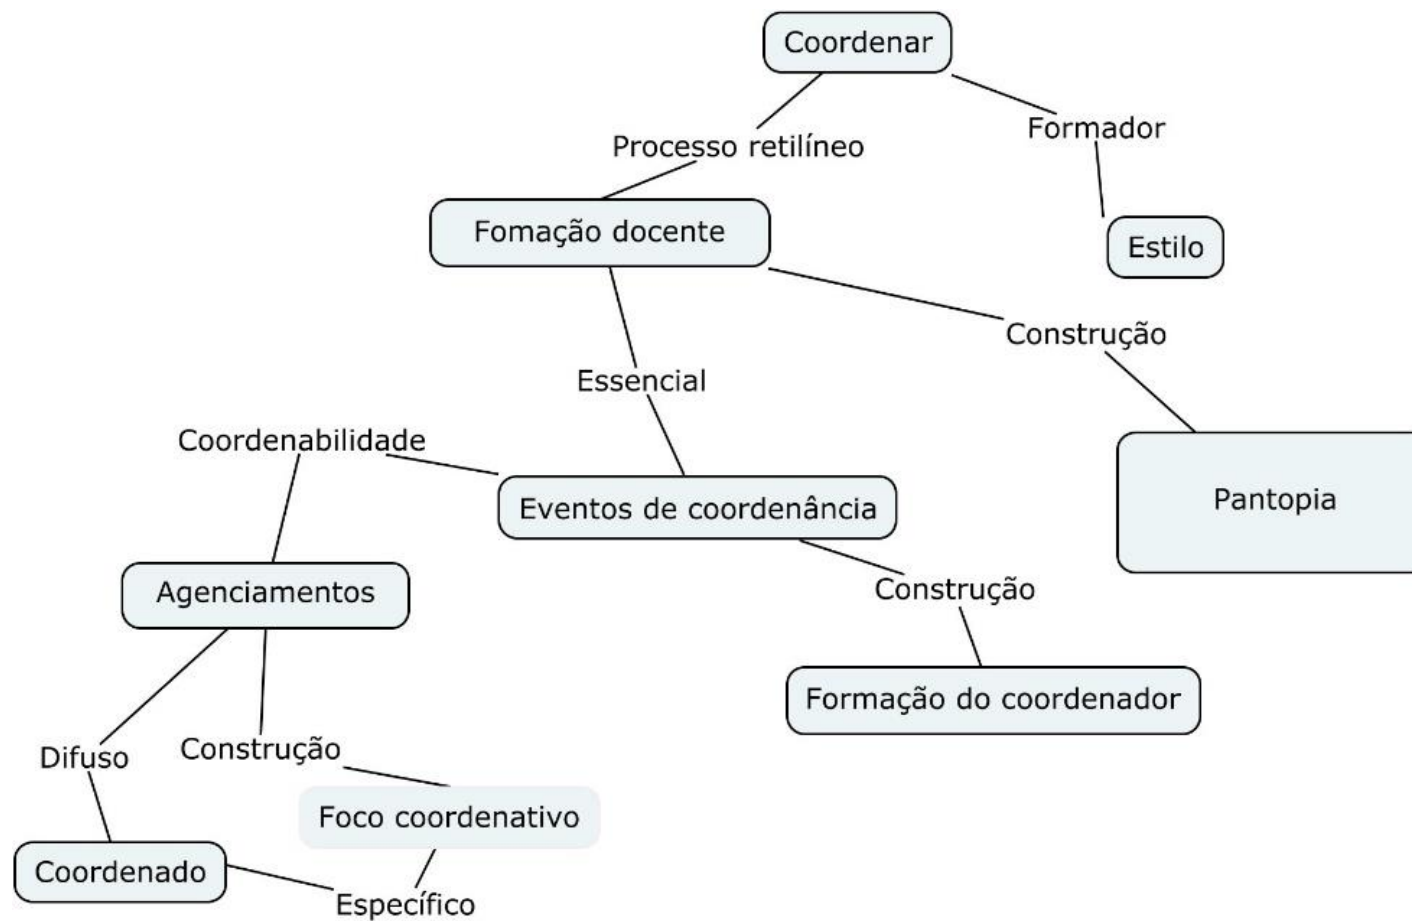 Coordenar
Formador
Processo retilíneo
Fomação docente
Estilo
Construção
Essencial
Coordenabilidade
Eventos de coordenância
Pantopia
Agenciamentos
Construção
Formação do coordenador
Difuso
Construção
Foco coordenativo
Coordenado
Específico